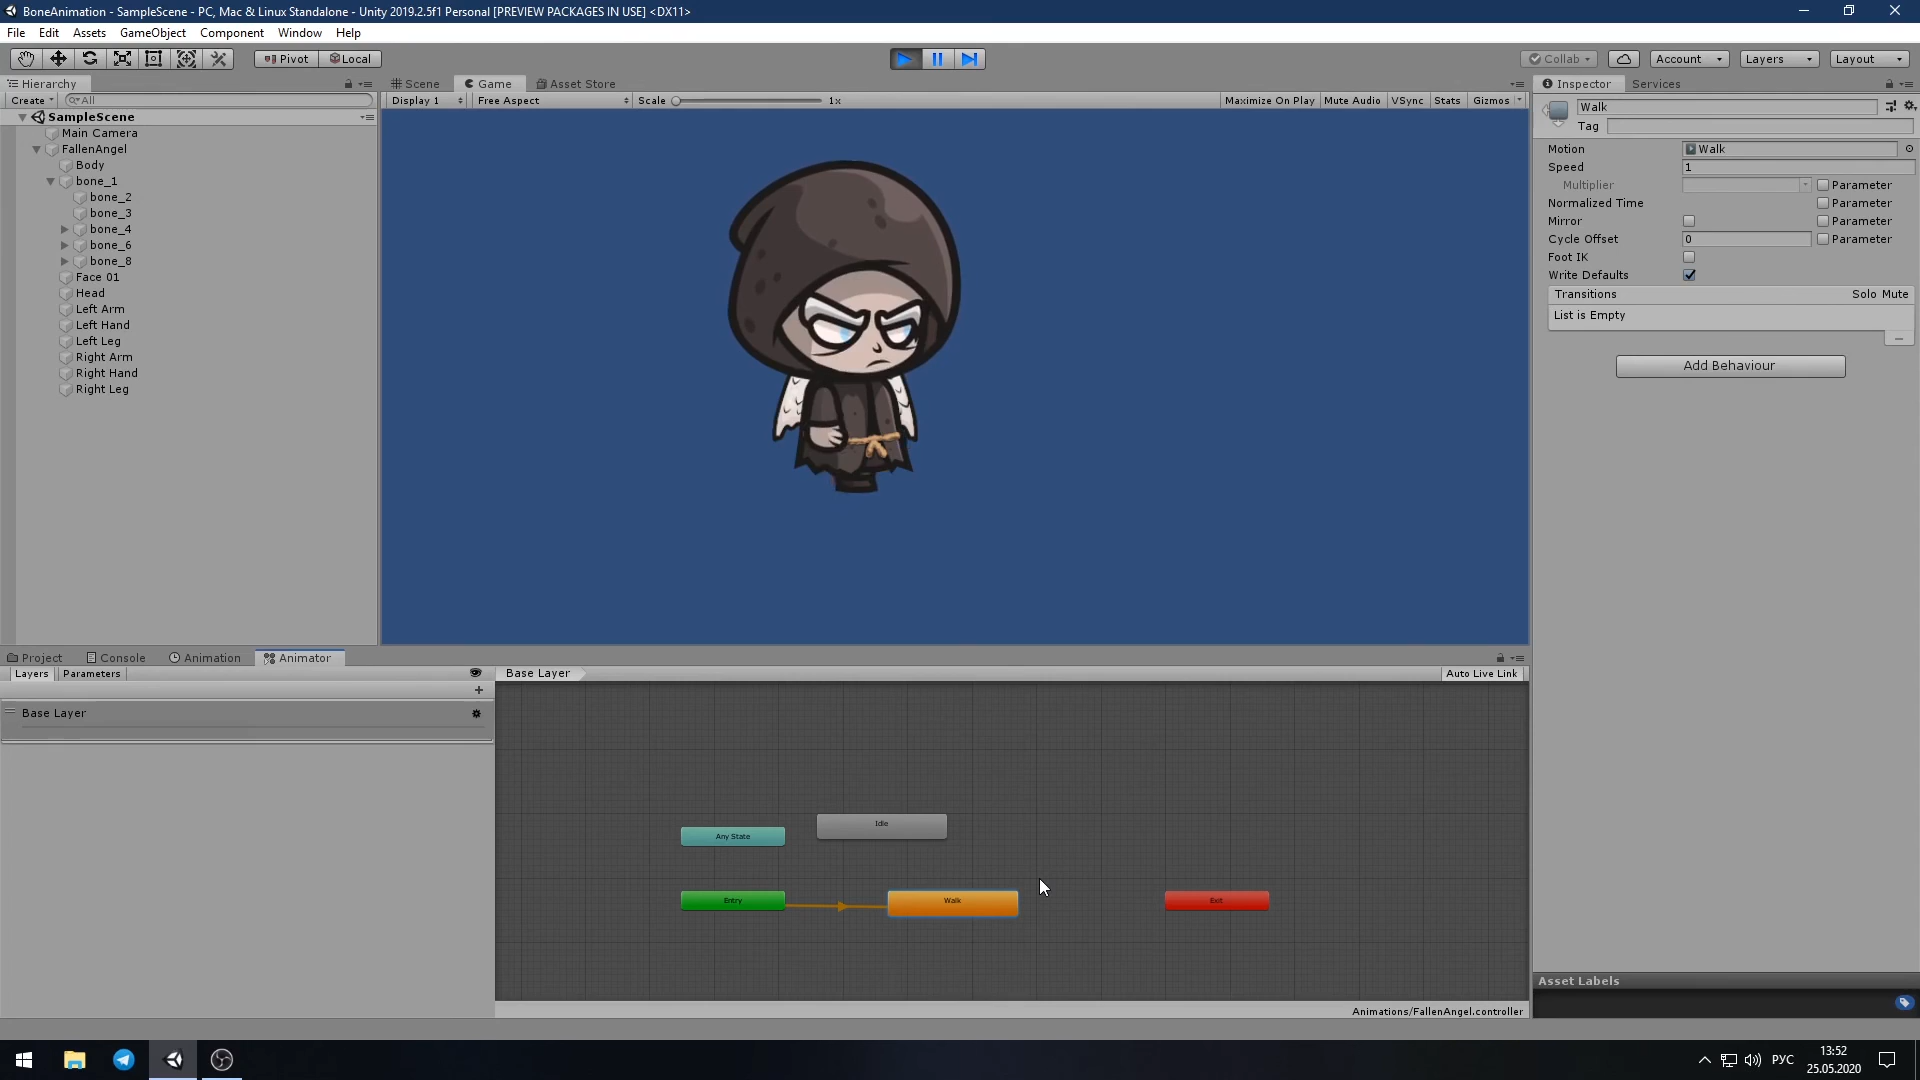 BoneAnimation - SampleScene - PC, Mac & Linux Standalone - Unity 2019.2.5f1 Personal [PREVIEW PACKAGES IN USE] <DX11>
File Edit Assets GameObject Component Window Help
Pivot Local Collab Account Layers Layout
Hierarchy Scene Game Asset Store Inspector Services
Create All Display 1 Free Aspect Scale 1x Maximize On Play Mute Audio VSync Stats Gizmos
SampleScene
Main Camera
FallenAngel
Body
bone_1
bone_2
bone_3
bone_4
bone_6
bone_8
Face 01
Head
Left Arm
Left Hand
Left Leg
Right Arm
Right Hand
Right Leg
Walk
Tag
Motion Walk
Speed 1
Multiplier Parameter
Normalized Time Parameter
Mirror Parameter
Cycle Offset 0 Parameter
Foot IK
Write Defaults
Transitions Solo Mute
List is Empty
Add Behaviour
Project Console Animation Animator
Layers Parameters Base Layer Auto Live Link
Base Layer
Idle
Any State
Entry Walk Exit
Asset Labels
Animations/FallenAngel.controller
РУС 13:52
25.05.2020